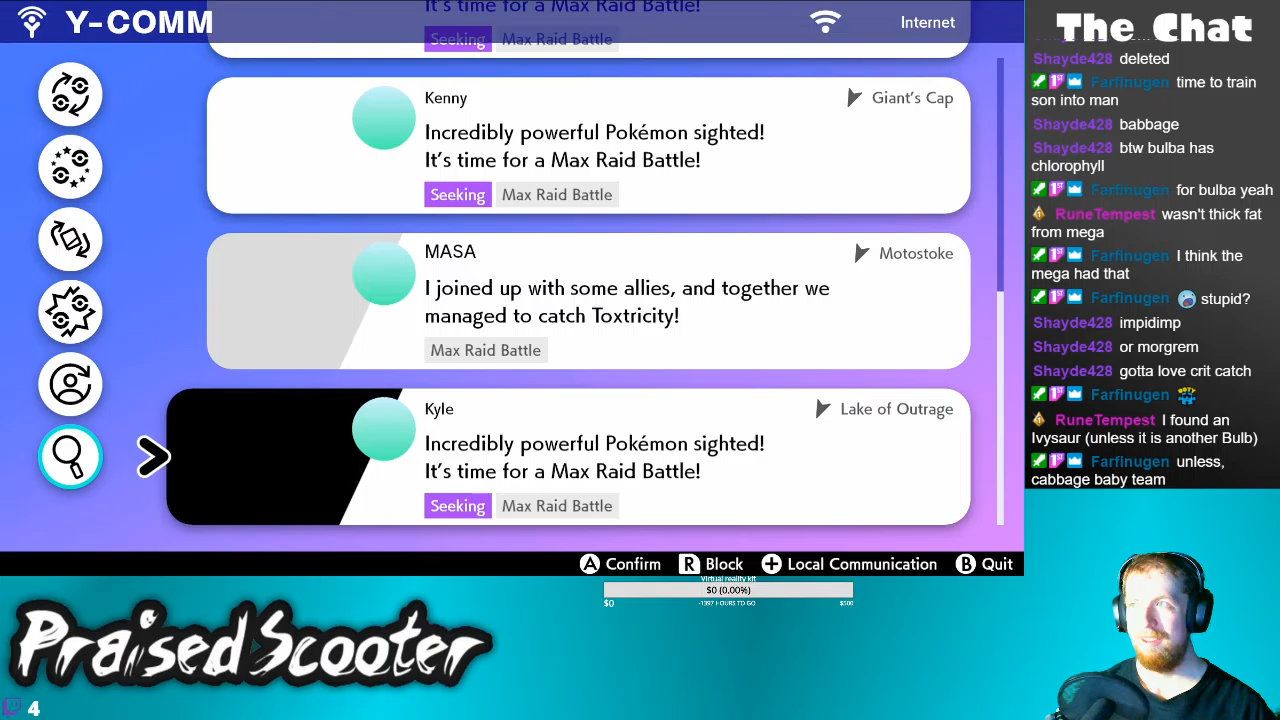 Y-COMM
Internet
It's time for a Max Raid Battle!
Seeking Max Raid Battle
Kenny
Giant's Cap
Incredibly powerful Pokémon sighted!
It's time for a Max Raid Battle!
Seeking Max Raid Battle
MASA
Motostoke
I joined up with some allies, and together we
managed to catch Toxtricity!
Max Raid Battle
Kyle
Lake of Outrage
Incredibly powerful Pokémon sighted!
It's time for a Max Raid Battle!
Seeking Max Raid Battle
A Confirm R Block + Local Communication B Quit
The Chat
Shayde428 deleted
Farfinugen time to train
son into man
Shayde428 babbage
Shayde428 btw bulba has
chlorophyll
Farfinugen for bulba yeah
RuneTempest wasn't thick fat
from mega
Farfinugen I think the
mega had that
Farfinugen stupid?
Shayde428 impidimp
Shayde428 or morgrem
Shayde428 gotta love crit catch
Farfinugen
RuneTempest I found an
Ivysaur (unless it is another Bulb)
Farfinugen unless,
cabbage baby team
Virtual reality kit
$0 (0.00%)
$0 -1397 HOURS TO GO $500
PraisedScooter
4